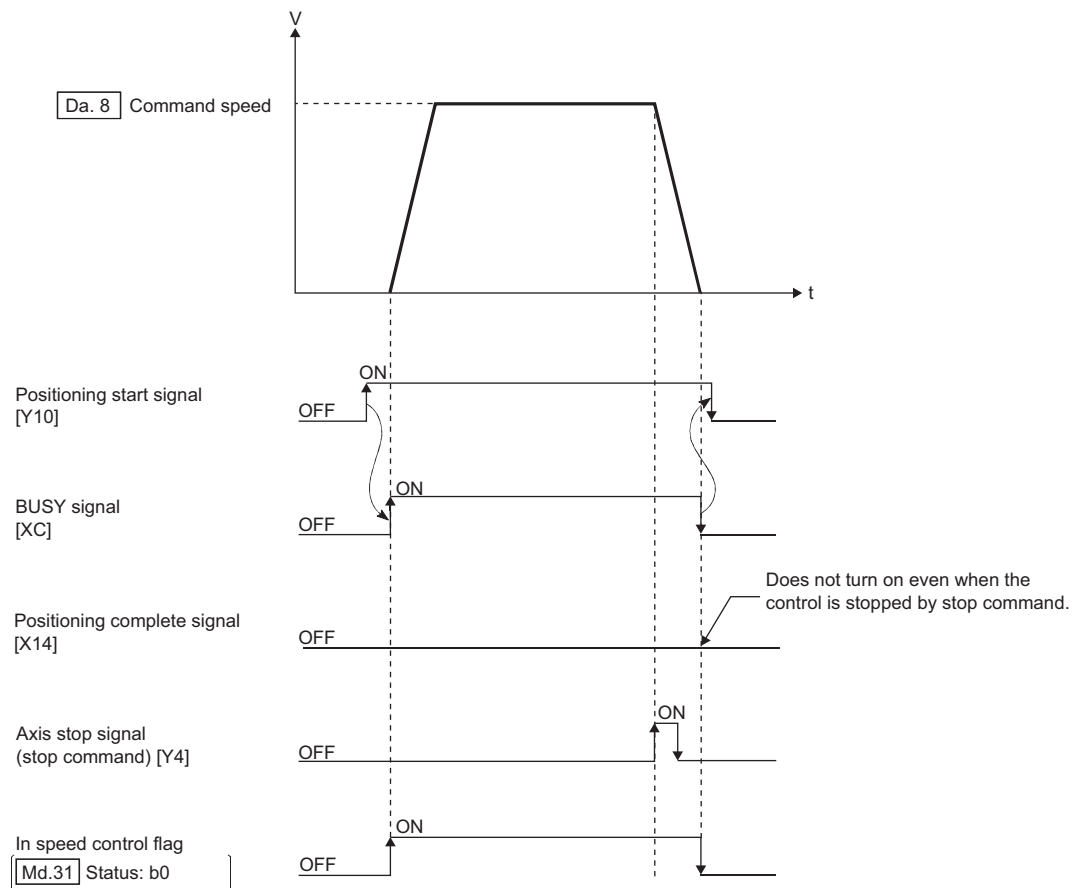 V
Da. 8 Command speed
t
Positioning start signal
[Y10]
ON
OFF
BUSY signal
[XC]
ON
OFF
Does not turn on even when the
control is stopped by stop command.
Positioning complete signal
[X14]
OFF
Axis stop signal
(stop command) [Y4]
ON
OFF
In speed control flag
Md.31 Status: b0
ON
OFF